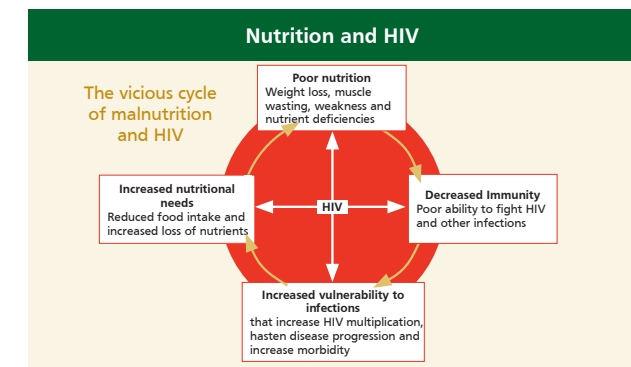 Nutrition and HIV
The vicious cycle
of malnutrition
and HIV
Poor nutrition
Weight loss, muscle
wasting, weakness and
nutrient deficiencies
Increased nutritional
needs
Reduced food intake and
increased loss of nutrients
HIV
Decreased Immunity
Poor ability to fight HIV
and other infections
Increased vulnerability to
infections
that increase HIV multiplication,
hasten disease progression and
increase morbidity